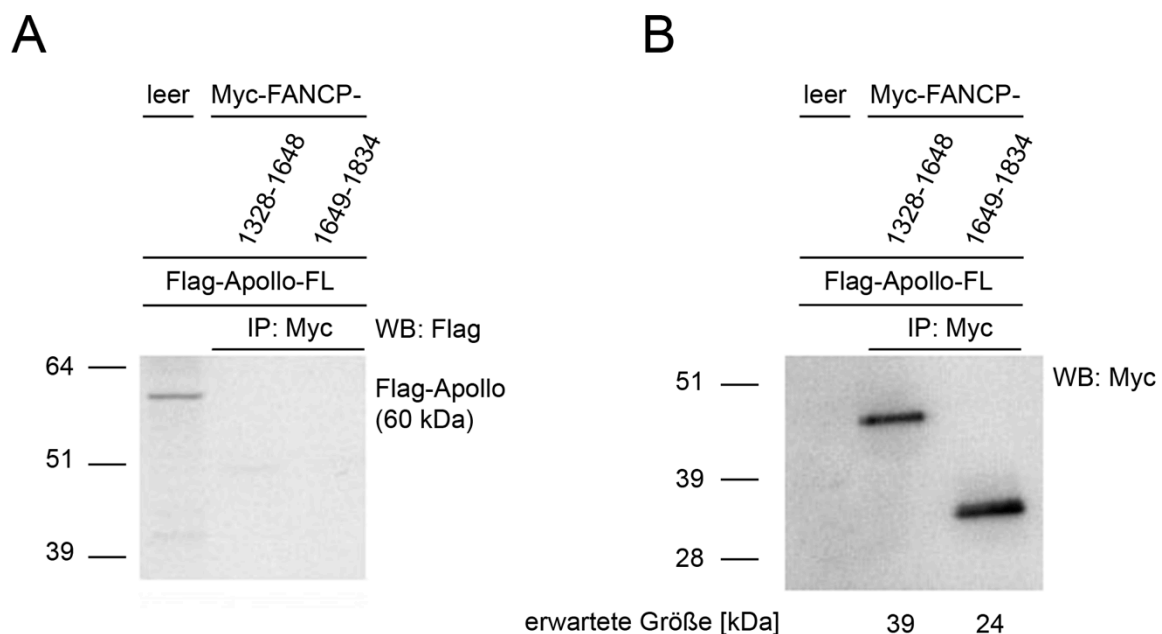 A
leer Myc-FANCP-
1328-1648
1649-1834
Flag-Apollo-FL
IP: Myc WB: Flag
64
Flag-Apollo
(60 kDa)
51
39
B
leer Myc-FANCP-
1328-1648
1649-1834
Flag-Apollo-FL
IP: Myc
WB: Myc
51
39
28
erwartete Größe [kDa] 39 24